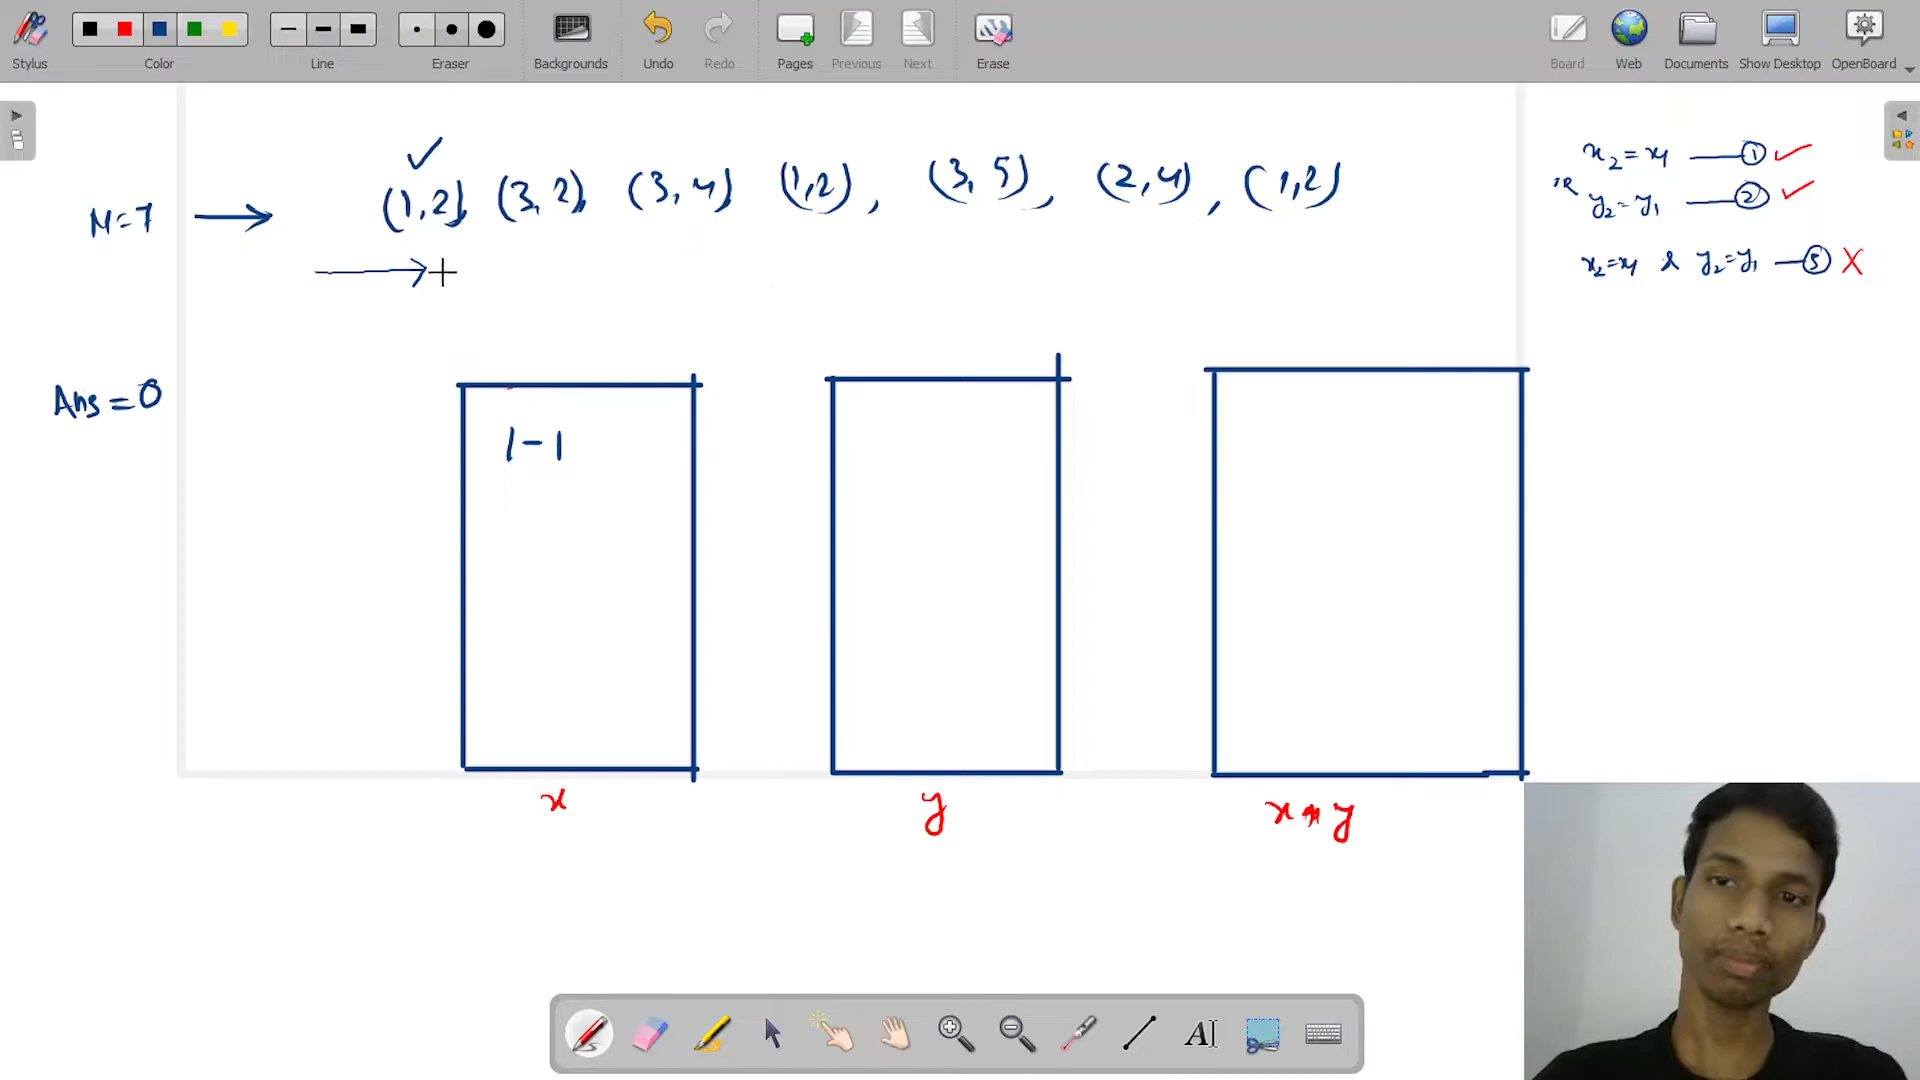 Stylus Color Line Eraser Backgrounds Undo Redo Pages Previous Next Erase Board Web Documents Show Desktop OpenBoard
✓
N=7 → (1,2), (3,2), (3,4), (1,2), (3,5), (2,4), (1,2)
x₂=x₁ — ① ✓
y₂=y₁ — ② ✓
x₂=x₁ & y₂=y₁ — ③ X
Ans = 0
1-1
x y x*y
AI